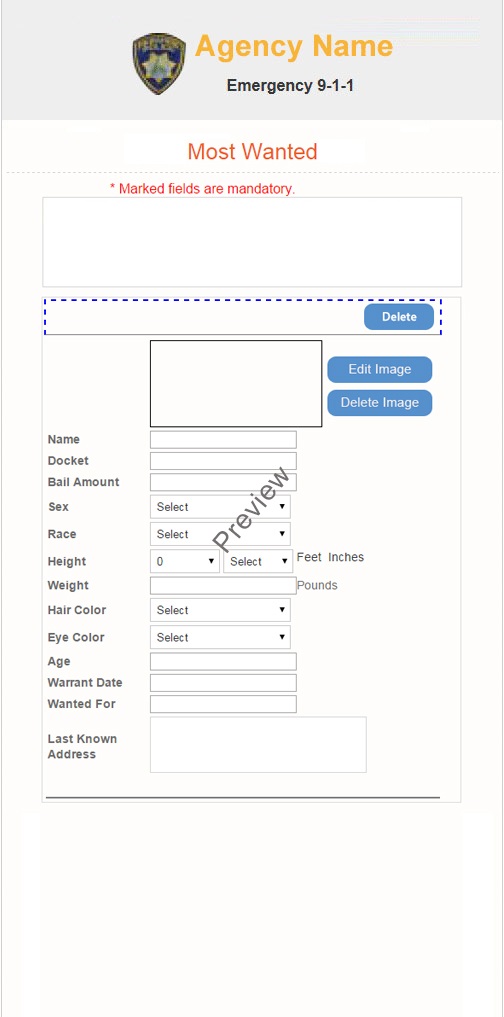 Agency Name
Emergency 9-1-1
Most Wanted
* Marked fields are mandatory.
Delete
Edit Image
Delete Image
Name
Docket
Bail Amount
Sex Select
Race Select
Height 0 Select Feet Inches
Weight Pounds
Hair Color Select
Eye Color Select
Age
Warrant Date
Wanted For
Last Known
Address
Preview